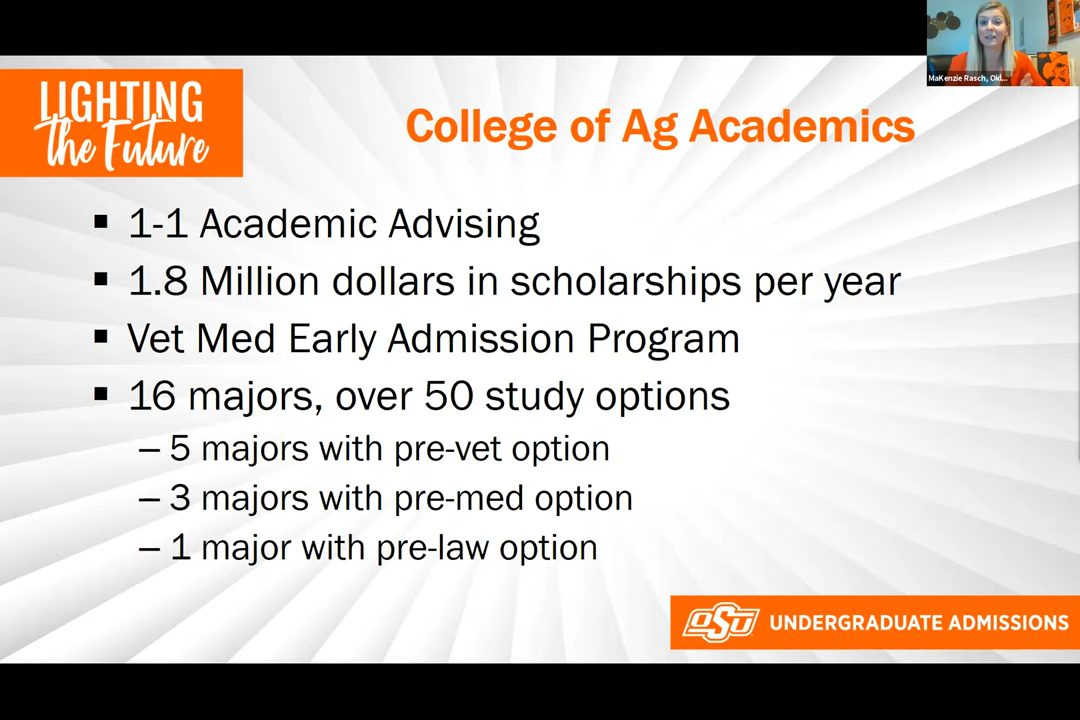 LIGHTING
the Future
College of Ag Academics
MaKenzie Rasch, Okl...
▪ 1-1 Academic Advising
▪ 1.8 Million dollars in scholarships per year
▪ Vet Med Early Admission Program
▪ 16 majors, over 50 study options
– 5 majors with pre-vet option
– 3 majors with pre-med option
– 1 major with pre-law option
OSU UNDERGRADUATE ADMISSIONS